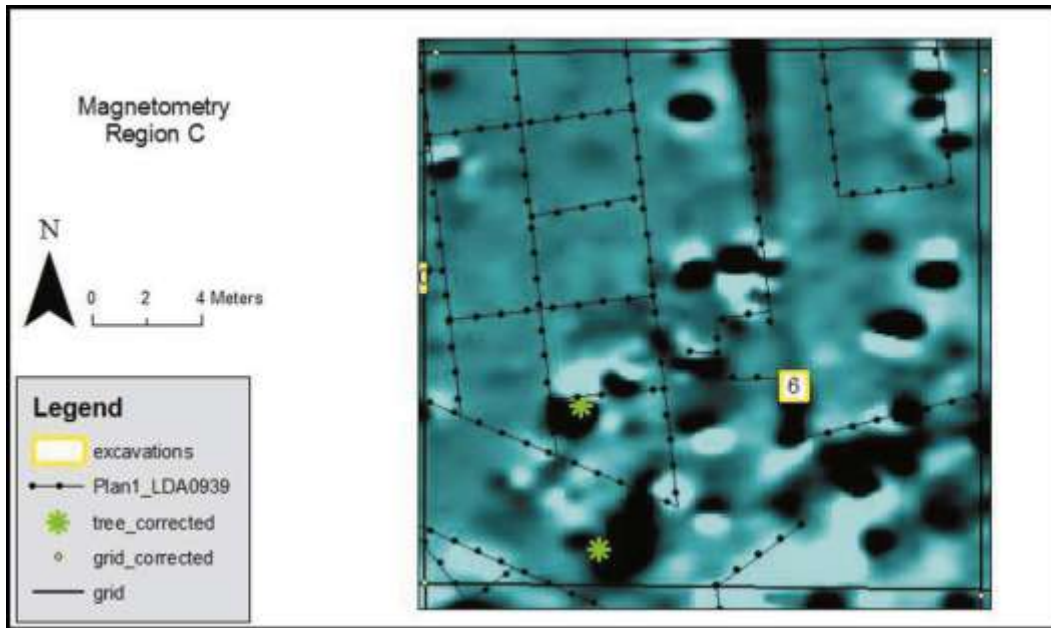 Magnetometry
Region C
N
0 2 4 Meters
6
Legend
excavations
Plan1_LDA0939
tree_corrected
grid_corrected
grid